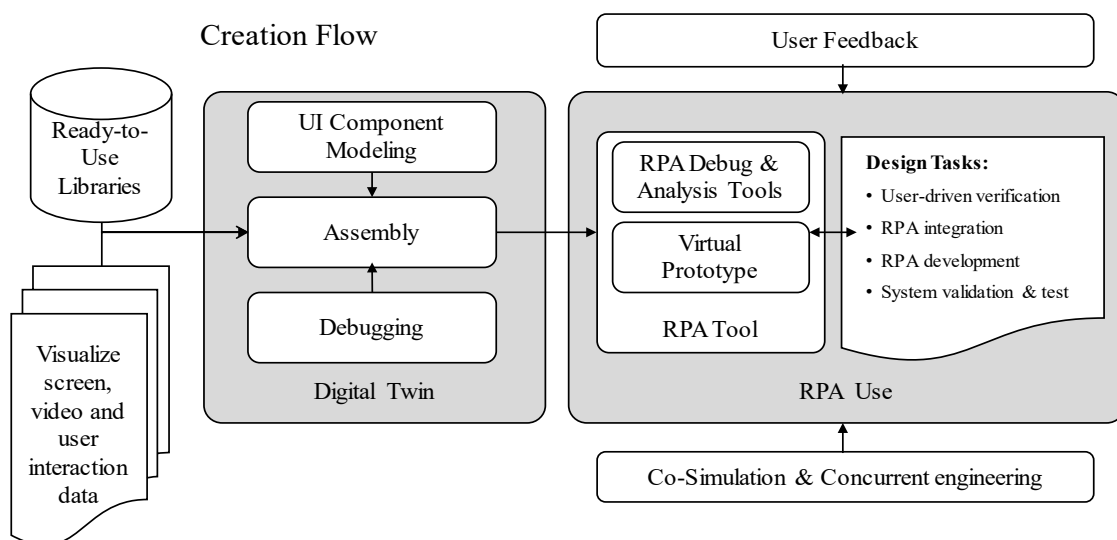 Creation Flow
User Feedback
Ready-to-
Use
Libraries
UI Component
Modeling
Assembly
Debugging
Digital Twin
RPA Debug &
Analysis Tools
Virtual
Prototype
RPA Tool
Design Tasks:
• User-driven verification
• RPA integration
• RPA development
• System validation & test
RPA Use
Visualize
screen,
video and
user
interaction
data
Co-Simulation & Concurrent engineering